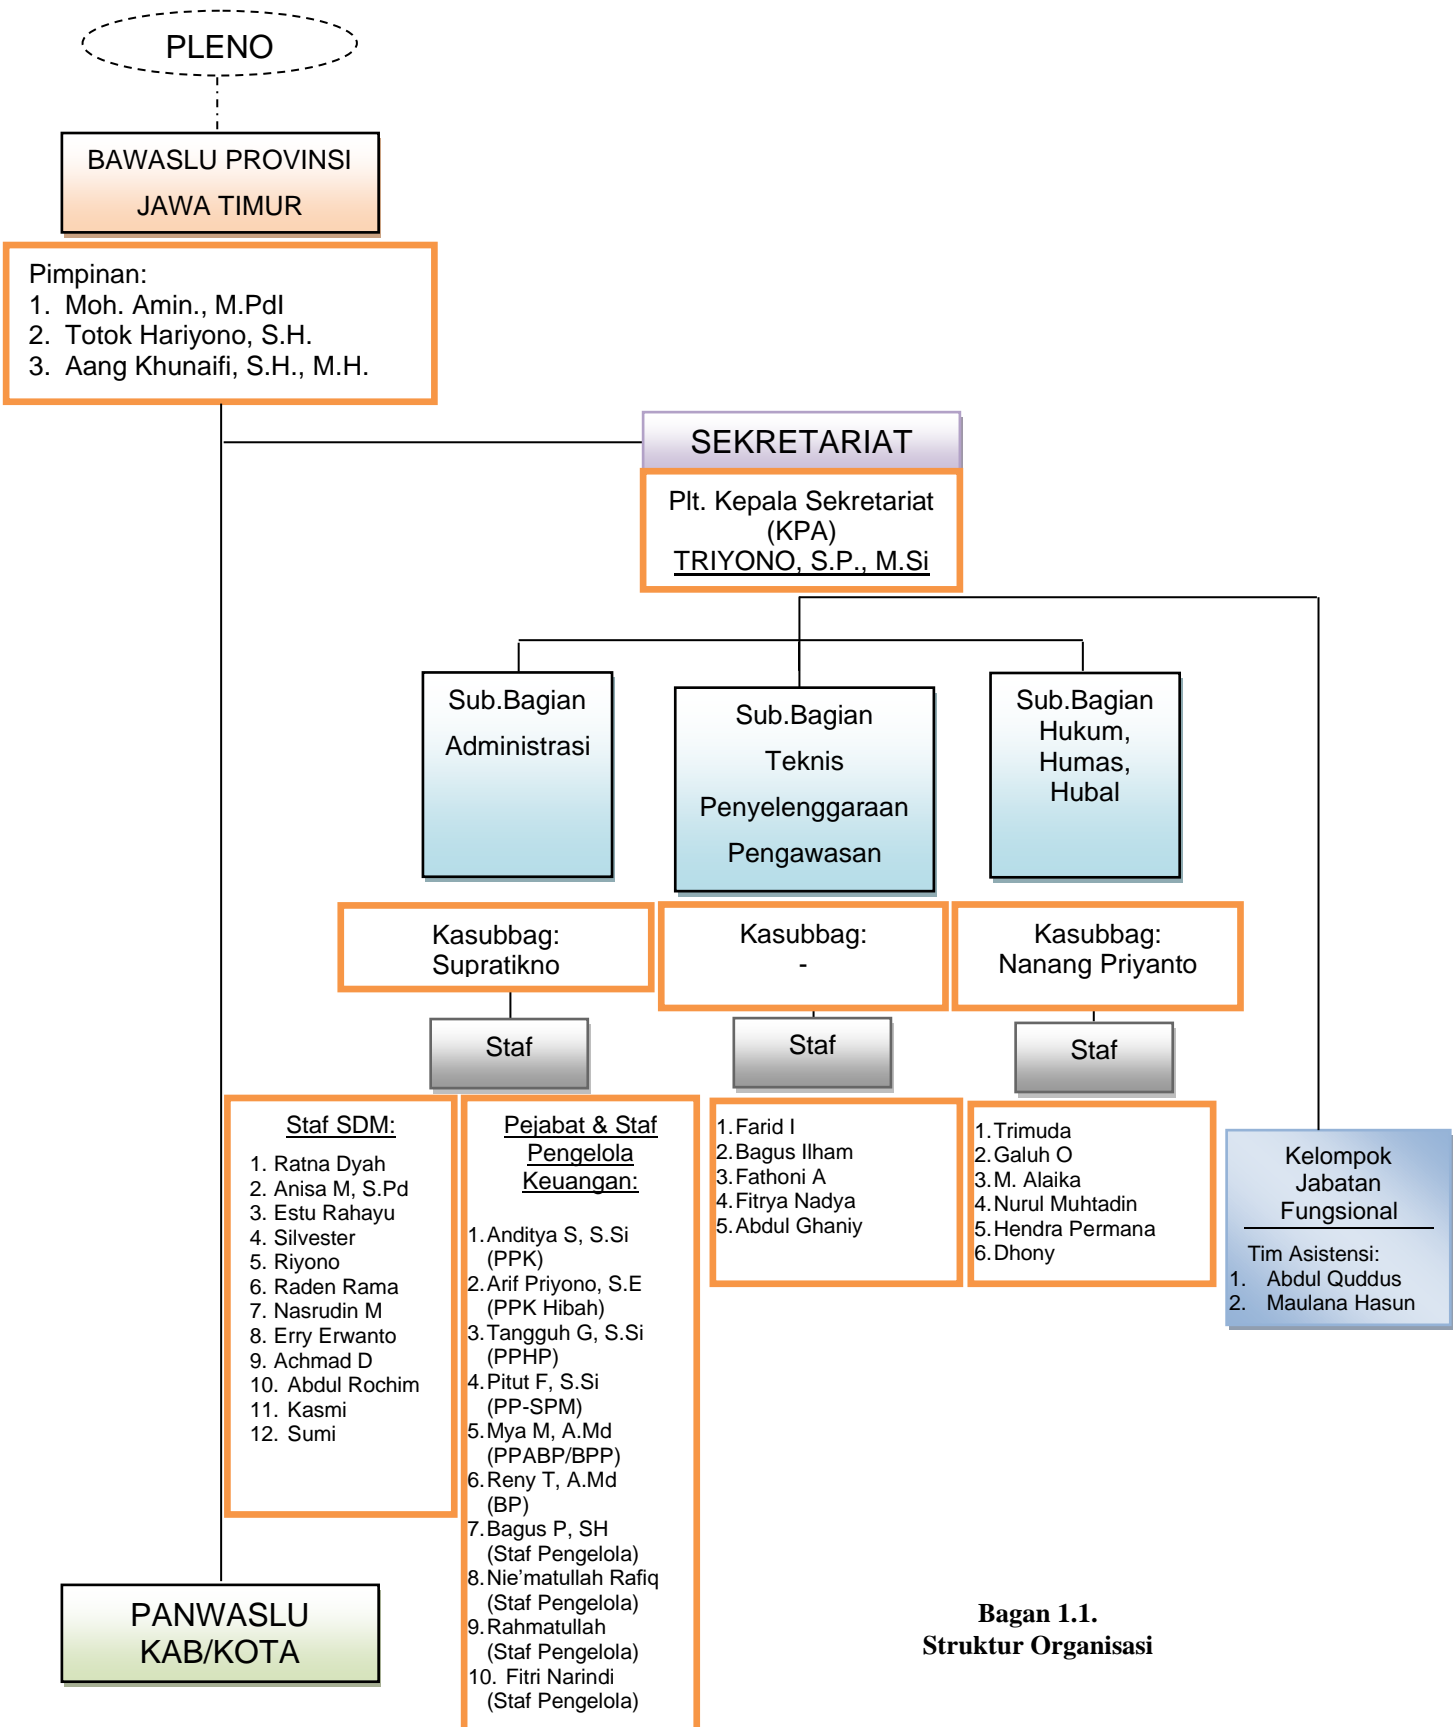 PLENO
BAWASLU PROVINSI
JAWA TIMUR
Pimpinan:
1. Moh. Amin., M.PdI
2. Totok Hariyono, S.H.
3. Aang Khunaifi, S.H., M.H.
SEKRETARIAT
Plt. Kepala Sekretariat
(KPA)
TRIYONO, S.P., M.Si
Sub.Bagian
Administrasi
Sub.Bagian
Teknis
Penyelenggaraan
Pengawasan
Sub.Bagian
Hukum,
Humas,
Hubal
Kasubbag:
Supratikno
Kasubbag:
-
Kasubbag:
Nanang Priyanto
Staf
Staf
Staf
Staf SDM:
1. Ratna Dyah
2. Anisa M, S.Pd
3. Estu Rahayu
4. Silvester
5. Riyono
6. Raden Rama
7. Nasrudin M
8. Erry Erwanto
9. Achmad D
10. Abdul Rochim
11. Kasmi
12. Sumi
Pejabat & Staf
Pengelola
Keuangan:
1. Anditya S, S.Si
(PPK)
2. Arif Priyono, S.E
(PPK Hibah)
3. Tangguh G, S.Si
(PPHP)
4. Pitut F, S.Si
(PP-SPM)
5. Mya M, A.Md
(PPABP/BPP)
6. Reny T, A.Md
(BP)
7. Bagus P, SH
(Staf Pengelola)
8. Nie’matullah Rafiq
(Staf Pengelola)
9. Rahmatullah
(Staf Pengelola)
10. Fitri Narindi
(Staf Pengelola)
1. Farid I
2. Bagus Ilham
3. Fathoni A
4. Fitrya Nadya
5. Abdul Ghaniy
1. Trimuda
2. Galuh O
3. M. Alaika
4. Nurul Muhtadin
5. Hendra Permana
6. Dhony
Kelompok
Jabatan
Fungsional
Tim Asistensi:
1. Abdul Quddus
2. Maulana Hasun
PANWASLU
KAB/KOTA
Bagan 1.1.
Struktur Organisasi